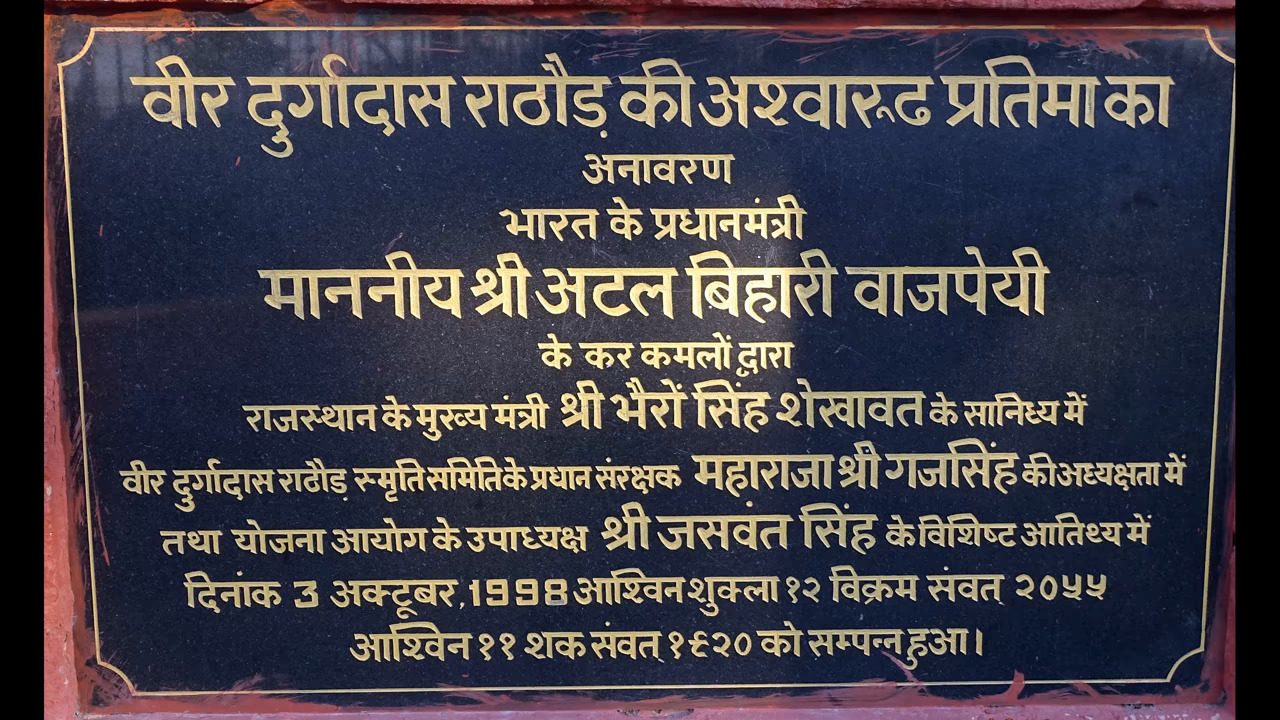 वीर दुर्गादास राठौड़ की अश्वारूढ प्रतिमा का
अनावरण
भारत के प्रधानमंत्री
माननीय श्री अटल बिहारी वाजपेयी
के कर कमलों द्वारा
राजस्थान के मुख्य मंत्री श्री भैरों सिंह शेखावत के सानिध्य में
वीर दुर्गादास राठौड़ स्मृति समिति के प्रधान संरक्षक महाराजा श्री गजसिंह की अध्यक्षता में
तथा योजना आयोग के उपाध्यक्ष श्री जसवंत सिंह के विशिष्ट आतिथ्य में
दिनांक 3 अक्टूबर, 1998 आश्विन शुक्ला १२ विक्रम संवत् २०५५
आश्विन ११ शक संवत १९२० को सम्पन्न हुआ।